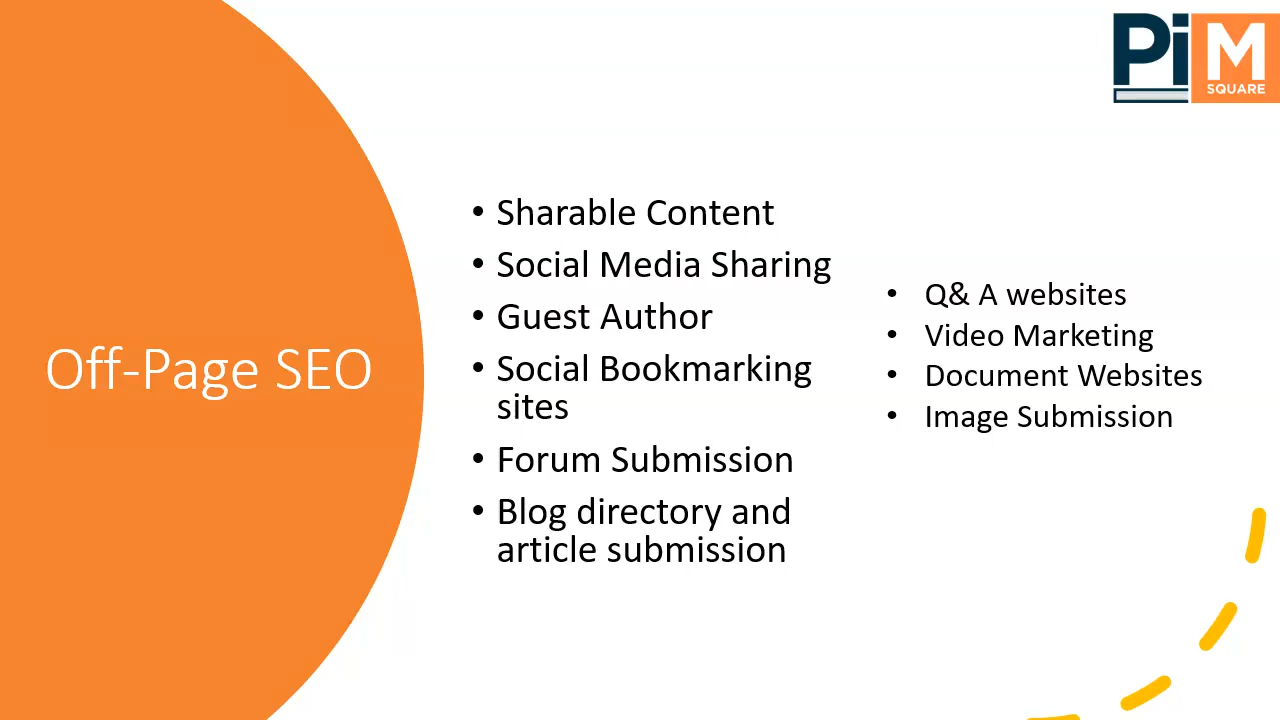 Pi M
SQUARE
Off-Page SEO
• Sharable Content
• Social Media Sharing
• Guest Author
• Social Bookmarking
sites
• Forum Submission
• Blog directory and
article submission
• Q& A websites
• Video Marketing
• Document Websites
• Image Submission